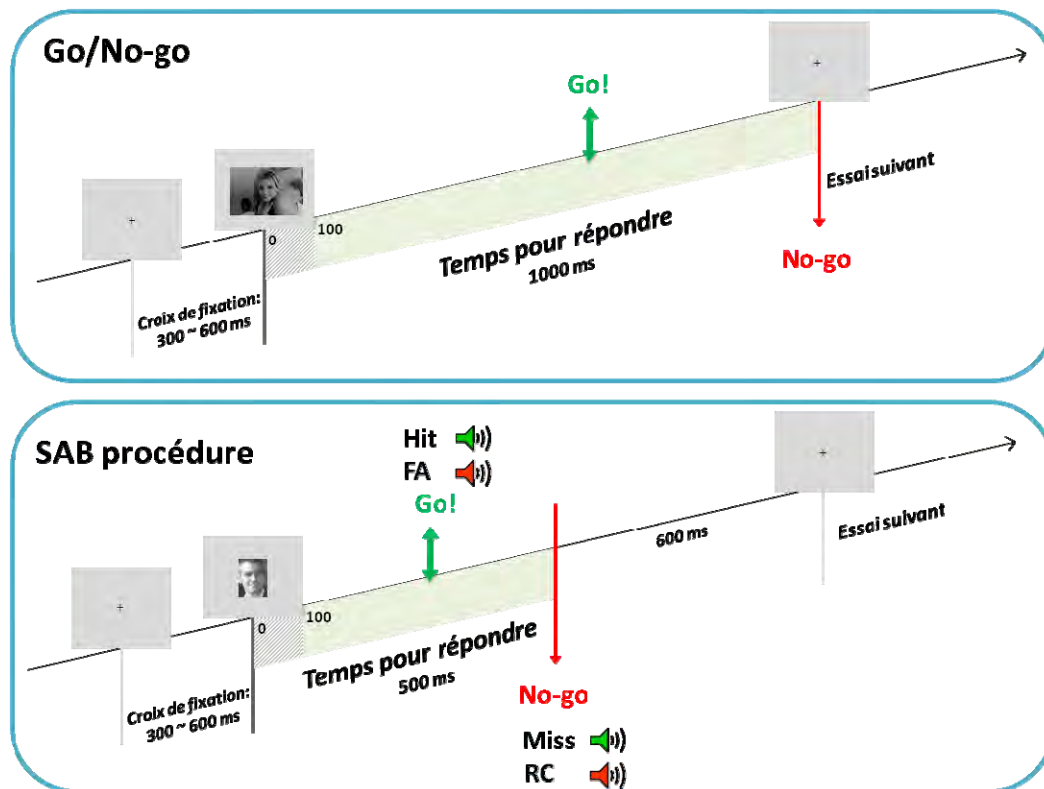 Go/No-go
Go!
0
100
Essai suivant
Temps pour répondre
1000 ms
No-go
Croix de fixation:
300 ~ 600 ms
SAB procédure
Hit
FA
Go!
600 ms
Essai suivant
0
100
Temps pour répondre
500 ms
Croix de fixation:
300 ~ 600 ms
No-go
Miss
RC